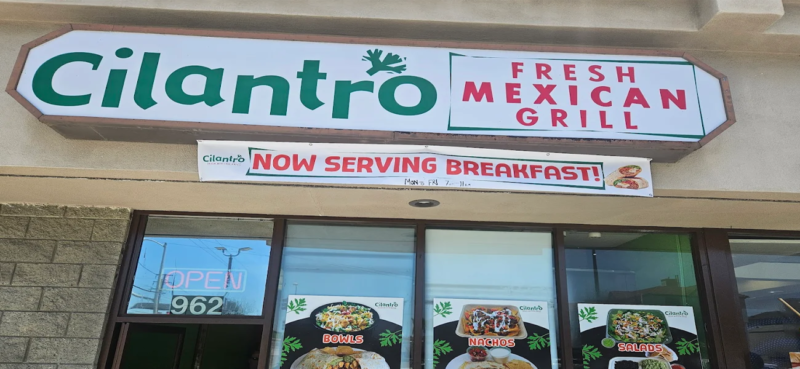 Cilantro
FRESH
MEXICAN
GRILL
Cilantro
NOW SERVING BREAKFAST!
OPEN
962
Cilantro
BOWLS
Cilantro
NACHOS
Cilantro
SALADS